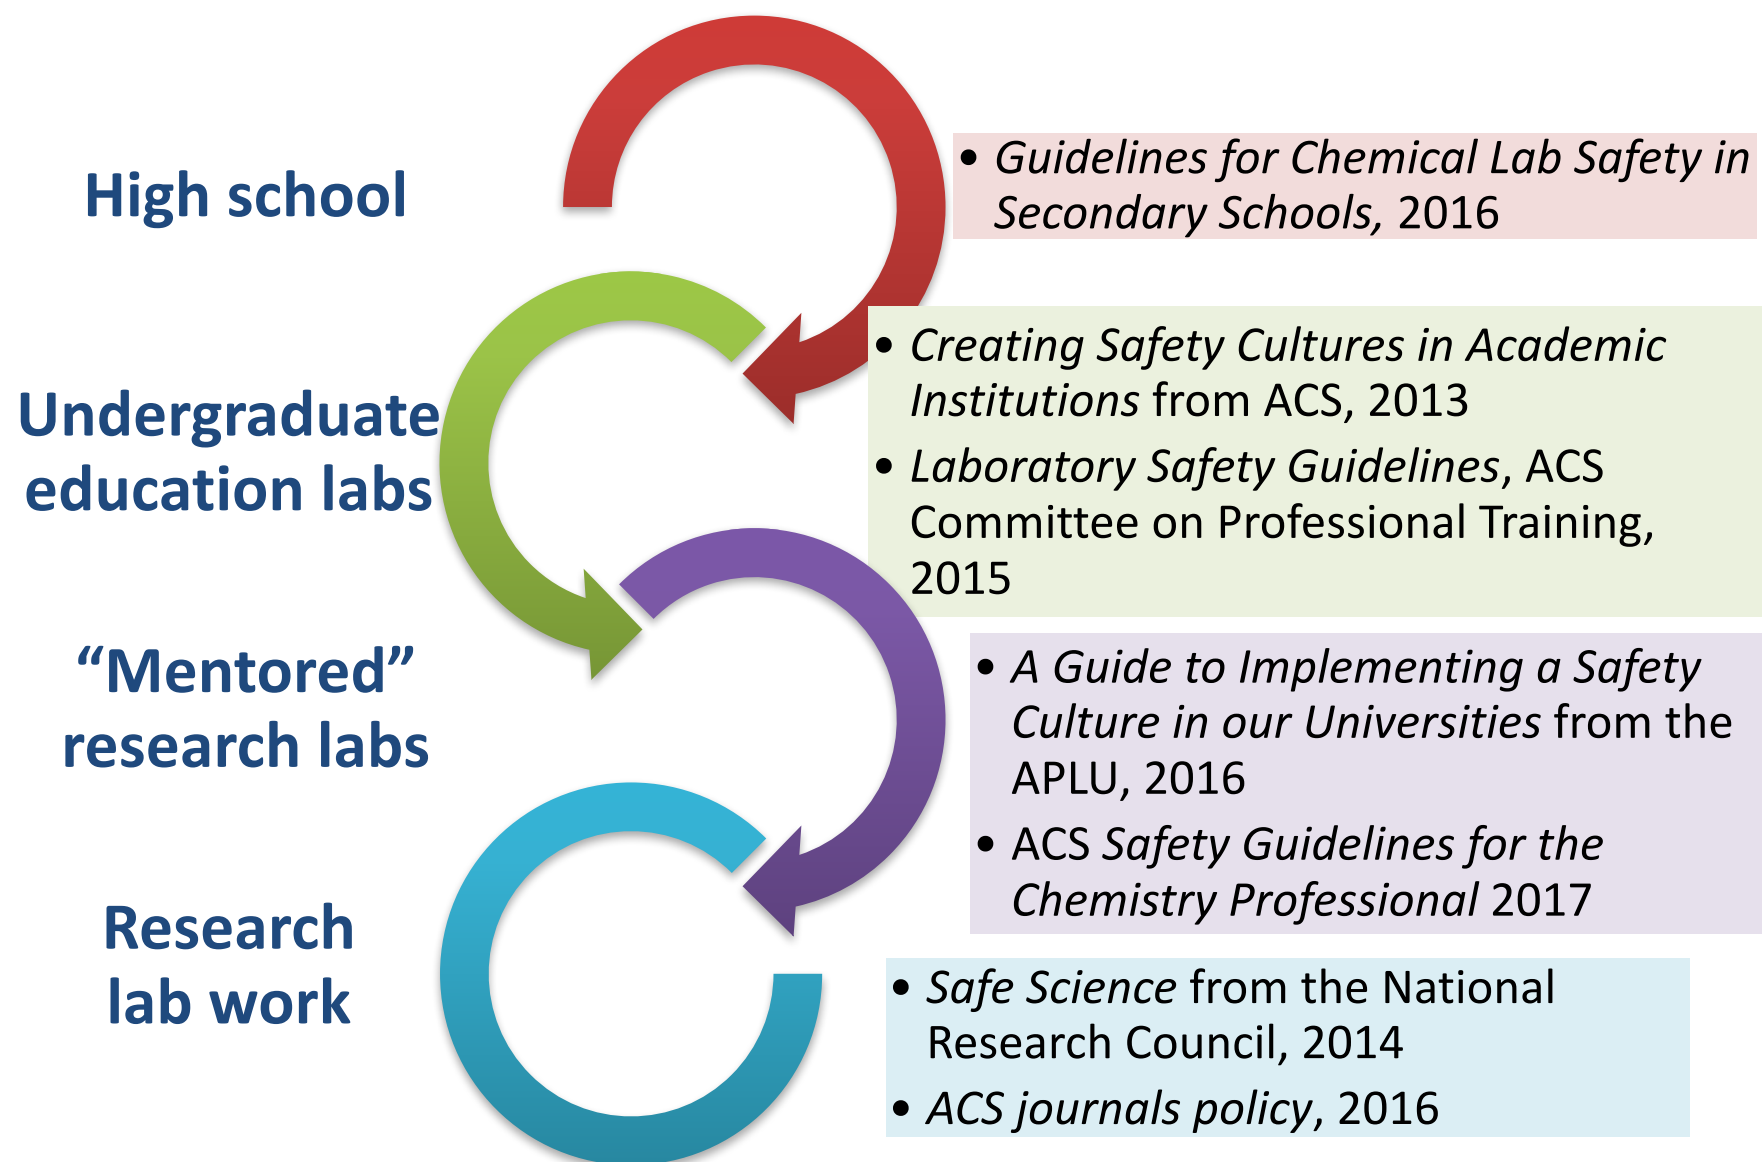 High school
• Guidelines for Chemical Lab Safety in
Secondary Schools, 2016
Undergraduate
education labs
• Creating Safety Cultures in Academic
Institutions from ACS, 2013
• Laboratory Safety Guidelines, ACS
Committee on Professional Training,
2015
“Mentored”
research labs
• A Guide to Implementing a Safety
Culture in our Universities from the
APLU, 2016
• ACS Safety Guidelines for the
Chemistry Professional 2017
Research
lab work
• Safe Science from the National
Research Council, 2014
• ACS journals policy, 2016